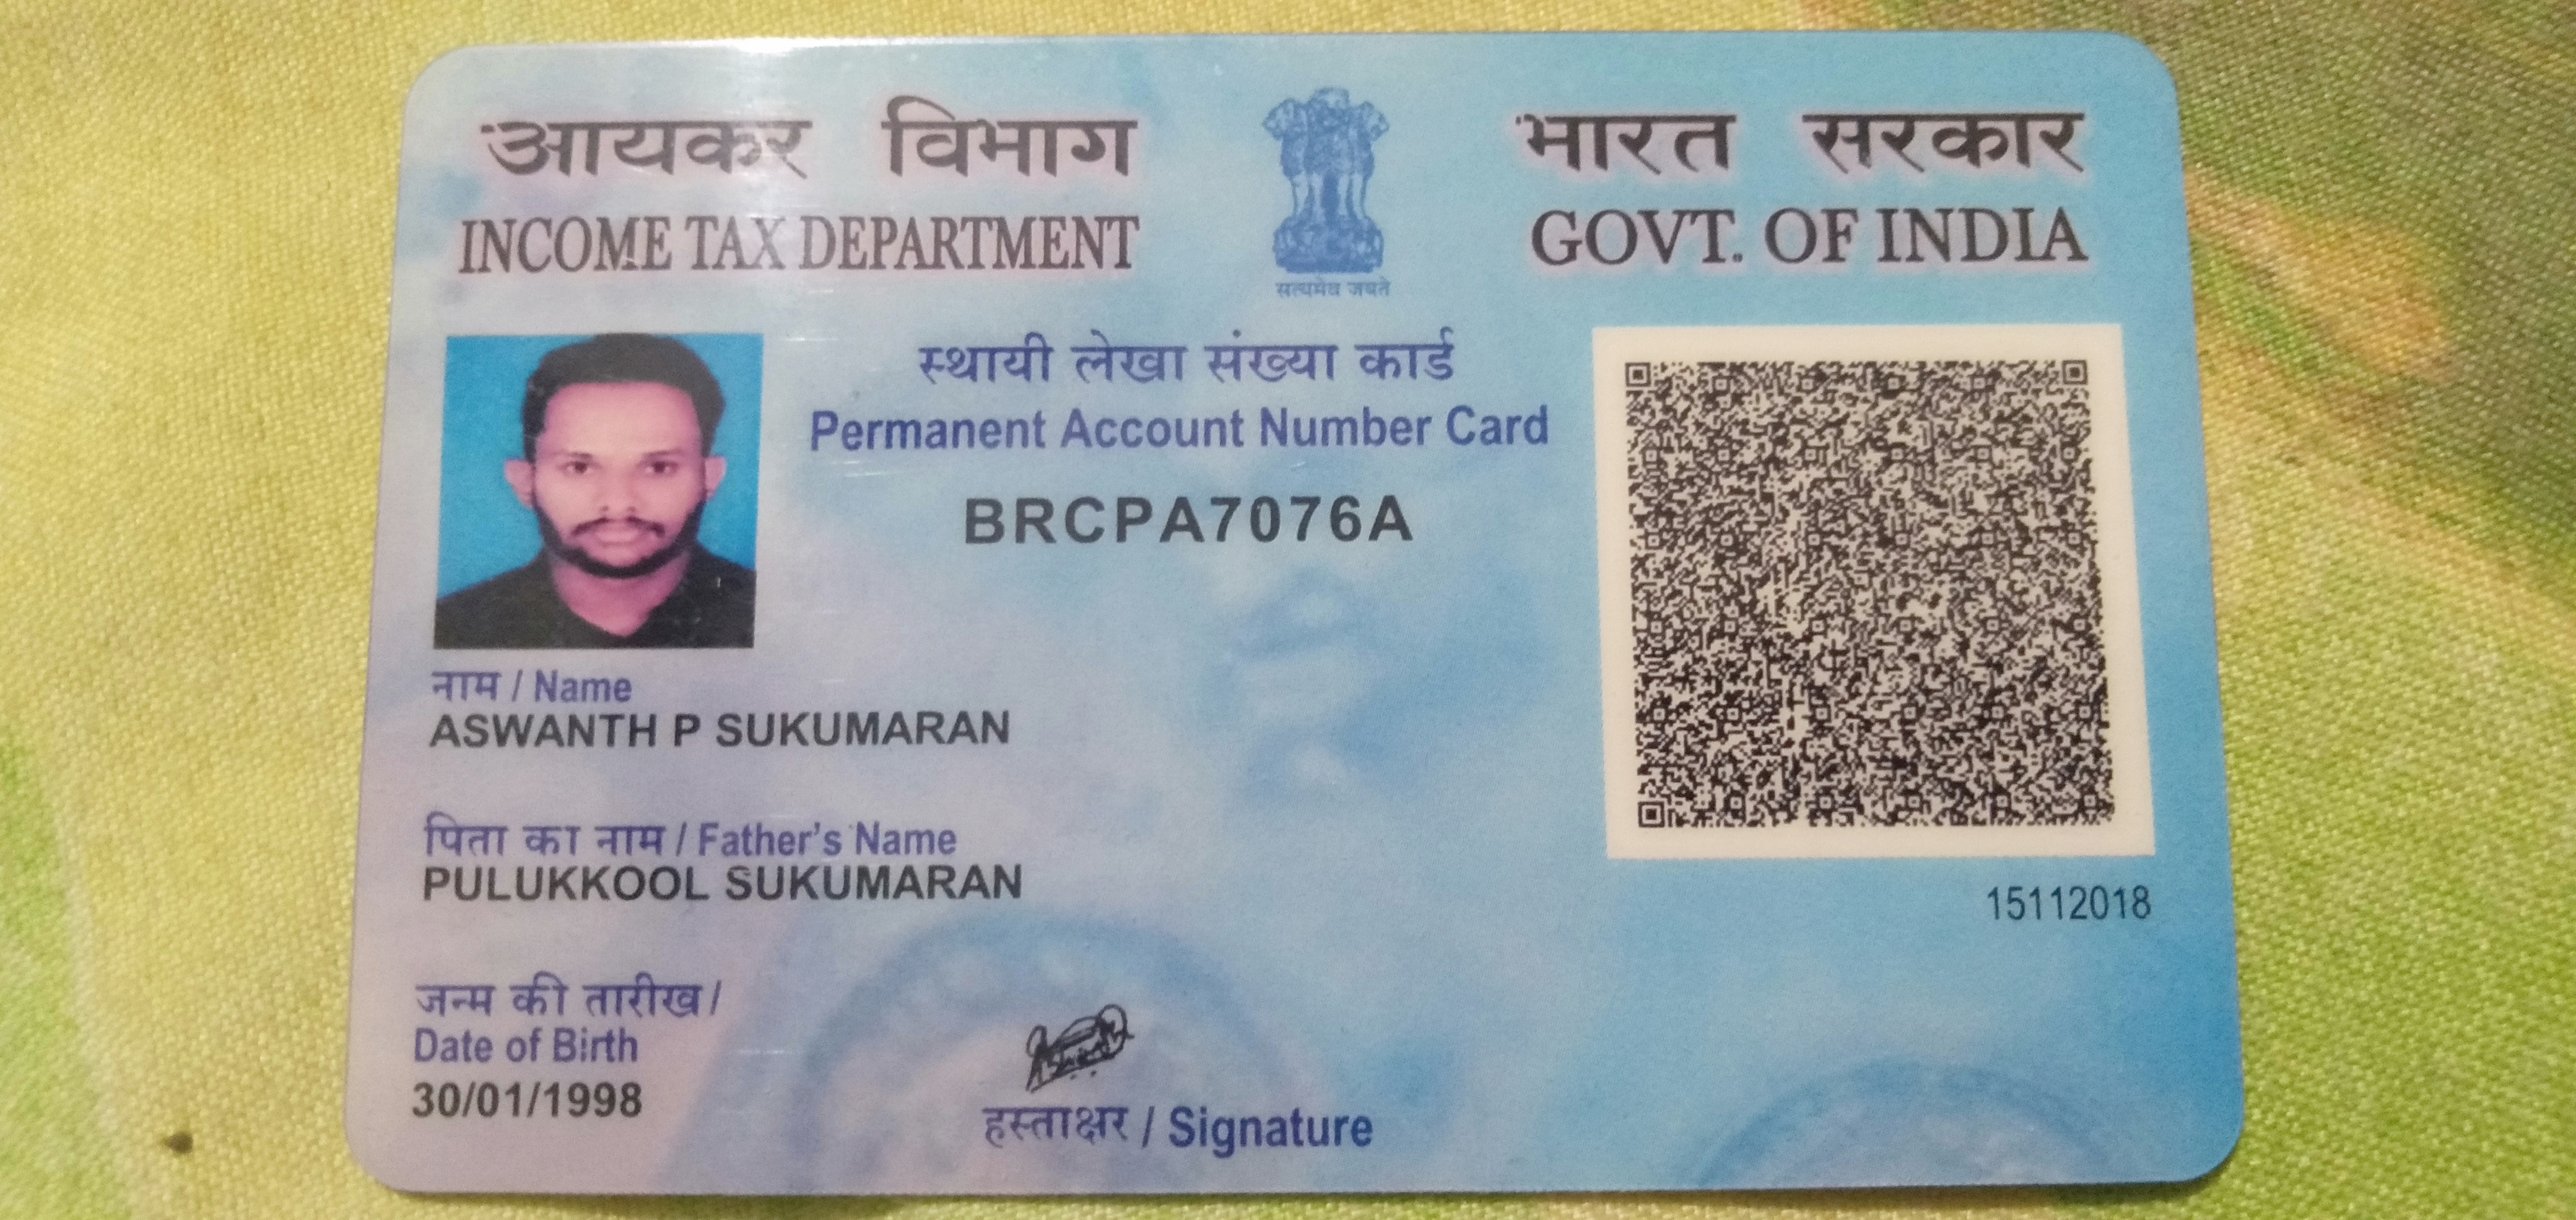 आयकर विभाग
INCOME TAX DEPARTMENT
सत्यमेव जयते
भारत सरकार
GOVT. OF INDIA
स्थायी लेखा संख्या कार्ड
Permanent Account Number Card
BRCPA7076A
नाम / Name
ASWANTH P SUKUMARAN
पिता का नाम / Father's Name
PULUKKOOL SUKUMARAN
15112018
जन्म की तारीख /
Date of Birth
30/01/1998
हस्ताक्षर / Signature